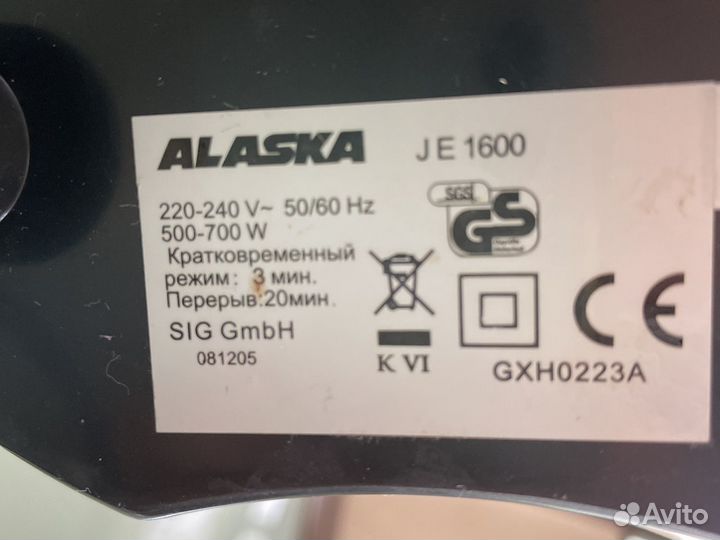 ALASKA JE 1600
220-240 V~ 50/60 Hz
500-700 W
Кратковременный
режим: 3 мин.
Перерыв:20мин.
SIG GmbH
081205
SGS
GS
K VI
CE
GXH0223A
Avito